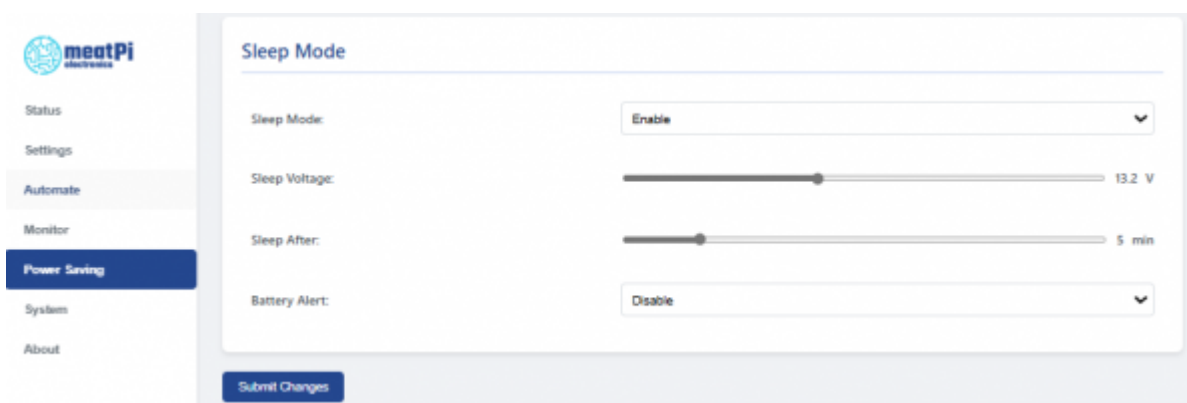 meatPi
electronics
Status
Settings
Automate
Monitor
Power Saving
System
About
Sleep Mode
Sleep Mode: Enable
Sleep Voltage: 13.2 V
Sleep After: 5 min
Battery Alert: Disable
Submit Changes